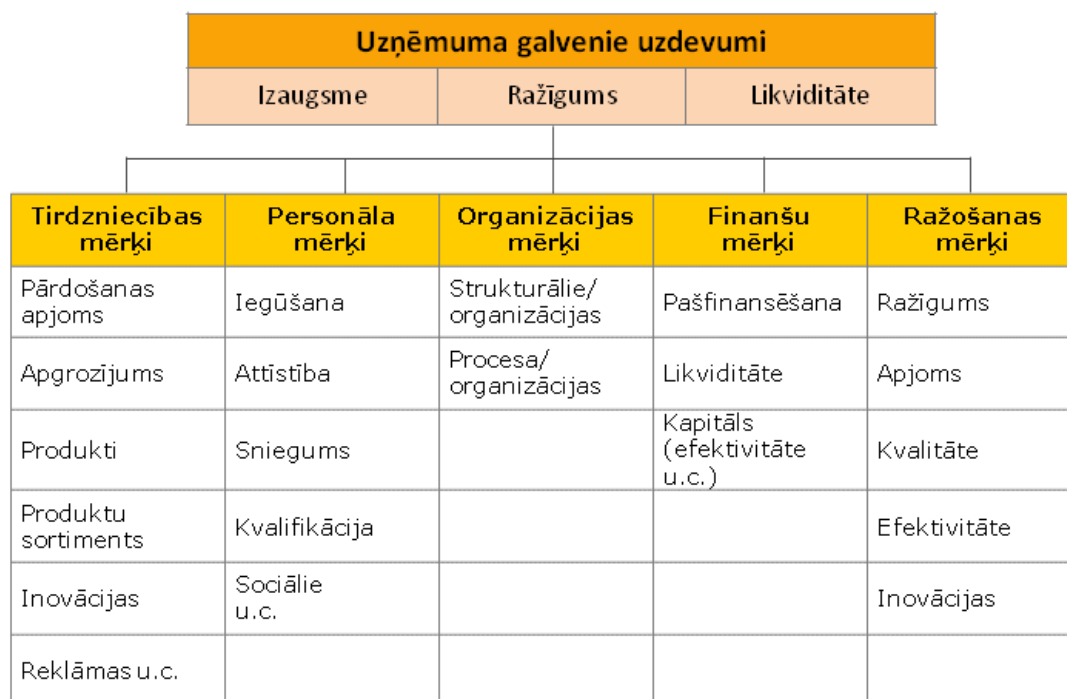 Uzņēmuma galvenie uzdevumi
Izaugsme Ražīgums Likviditāte
Tirdzniecības mērķi Personāla mērķi Organizācijas mērķi Finanšu mērķi Ražošanas mērķi
Pārdošanas apjoms Iegūšana Strukturālie/ organizācijas Pašfinansēšana Ražīgums
Apgrozījums Attīstība Procesa/ organizācijas Likviditāte Apjoms
Produkti Sniegums Kapitāls (efektivitāte u.c.) Kvalitāte
Produktu sortiments Kvalifikācija Efektivitāte
Inovācijas Sociālie u.c. Inovācijas
Reklāmas u.c.